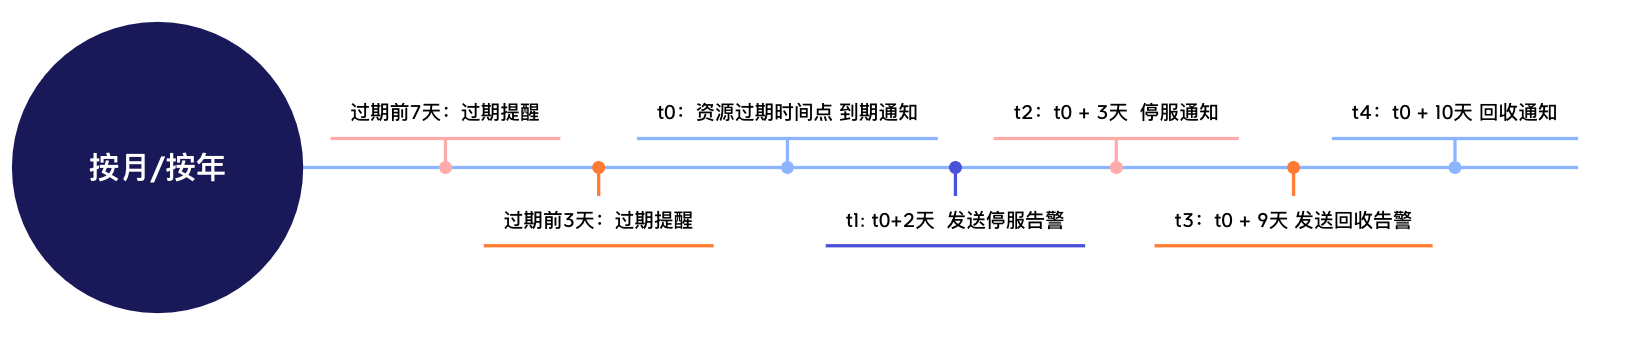 按月/按年
过期前7天：过期提醒
过期前3天：过期提醒
t0：资源过期时间点 到期通知
t1: t0+2天 发送停服告警
t2：t0 + 3天 停服通知
t3：t0 + 9天 发送回收告警
t4：t0 + 10天 回收通知